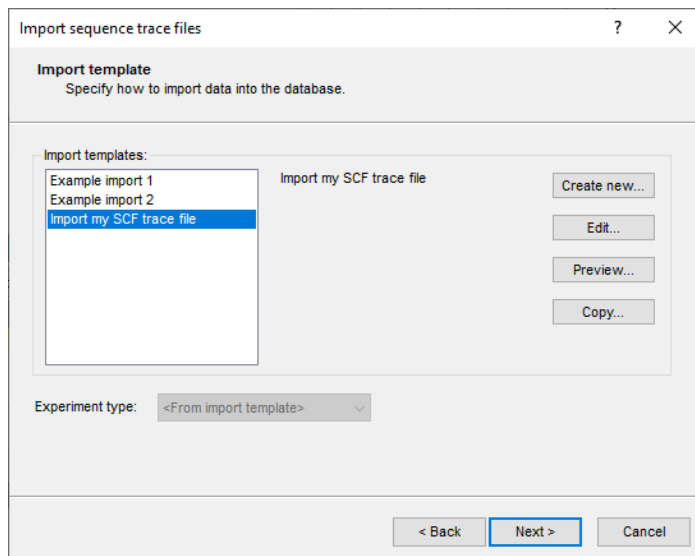 Import sequence trace files
?
Import template
Specify how to import data into the database.
Import templates:
Example import 1
Example import 2
Import my SCF trace file
Import my SCF trace file
Create new...
Edit...
Preview...
Copy...
Experiment type:
<From import template>
< Back
Next >
Cancel